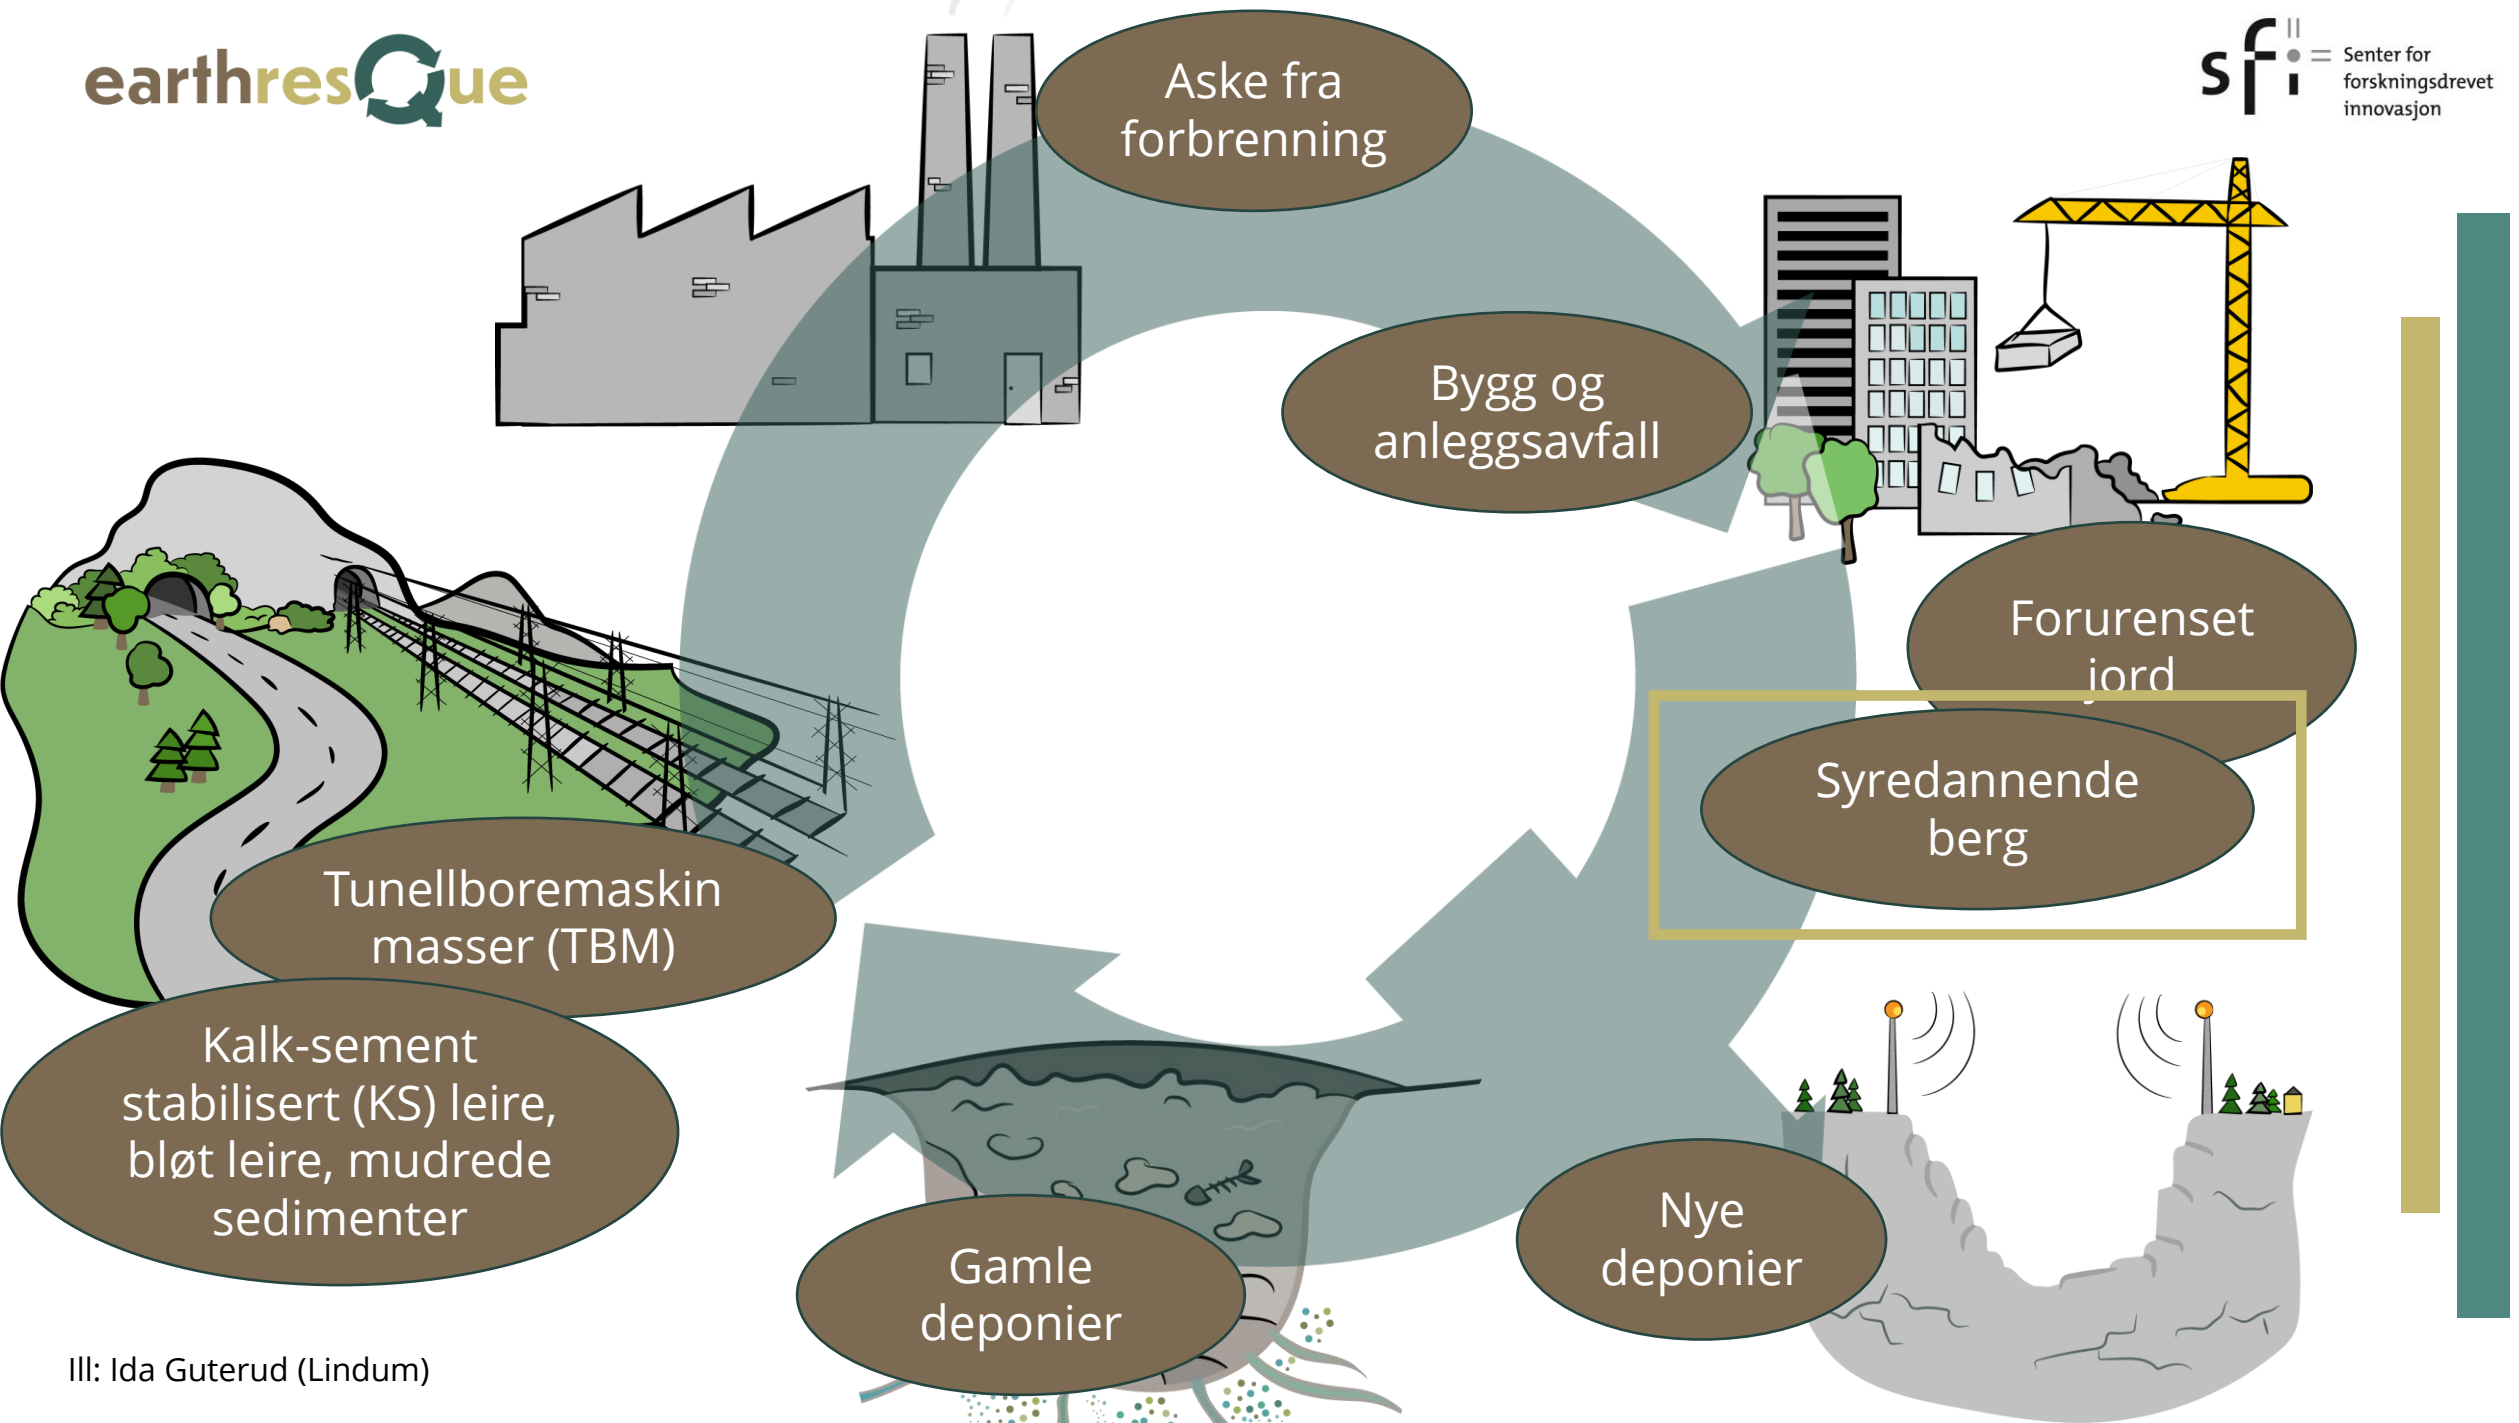 earthresQue
sfi
Senter for
forskningsdrevet
innovasjon
Aske fra
forbrenning
Bygg og
anleggsavfall
Forurenset
jord
Syredannende
berg
Tunellboremaskin
masser (TBM)
Kalk-sement
stabilisert (KS) leire,
bløt leire, mudrede
sedimenter
Gamle
deponier
Nye
deponier
Ill: Ida Guterud (Lindum)